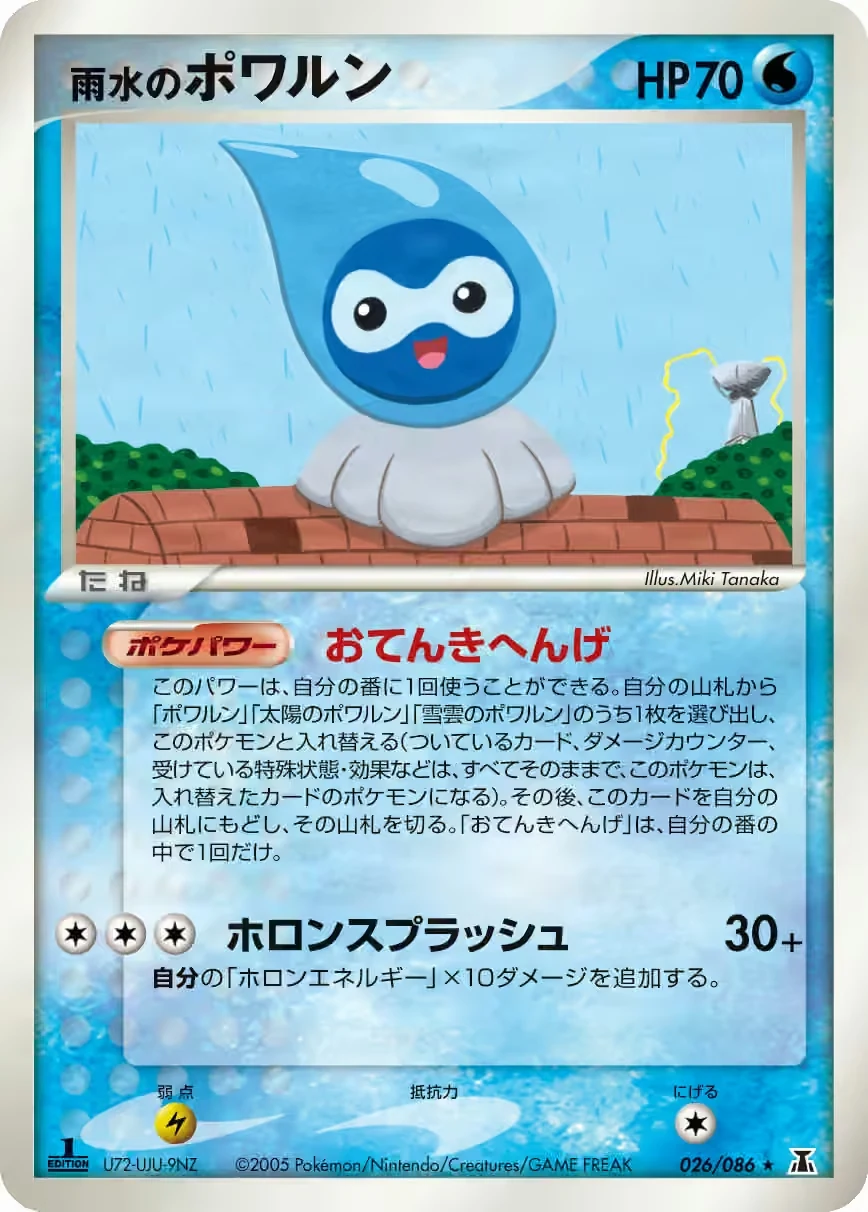 雨水のポワルン HP70
たね
Illus.Miki Tanaka
ポケパワー おてんきへんげ
このパワーは、自分の番に1回使うことができる。自分の山札から
「ポワルン」「太陽のポワルン」「雪雲のポワルン」のうち1枚を選び出し、
このポケモンと入れ替える(ついているカード、ダメージカウンター、
受けている特殊状態・効果などは、すべてそのままで、このポケモンは、
入れ替えたカードのポケモンになる)。その後、このカードを自分の
山札にもどし、その山札を切る。「おてんきへんげ」は、自分の番の
中で1回だけ。
ホロンスプラッシュ 30+
自分の「ホロンエネルギー」×10ダメージを追加する。
弱点 抵抗力 にげる
1 EDITION U72-UJU-9NZ ©2005 Pokémon/Nintendo/Creatures/GAME FREAK 026/086 ★